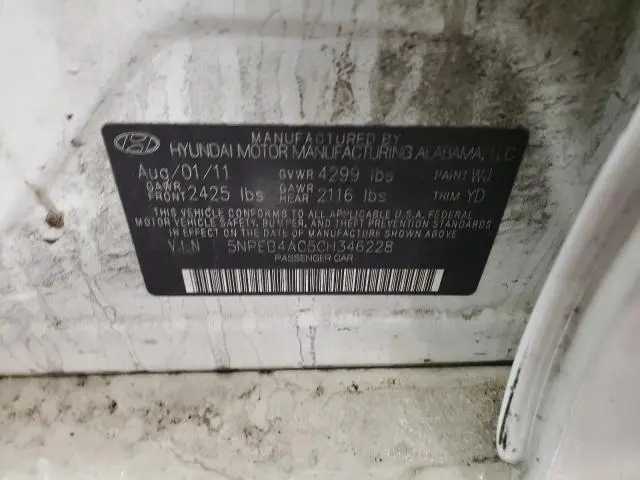 MANUFACTURED BY
HYUNDAI MOTOR MANUFACTURING ALABAMA, LLC
Aug/01/11 GVWR 4299 lbs PAINT WJ
GAWR FRONT 2425 lbs GAWR REAR 2116 lbs TRIM YD
THIS VEHICLE CONFORMS TO ALL APPLICABLE U.S.A. FEDERAL
MOTOR VEHICLE SAFETY, BUMPER, AND THEFT PREVENTION STANDARDS
IN EFFECT ON THE DATE OF MANUFACTURE SHOWN ABOVE.
V.I.N 5NPEB4AC5CH346228
PASSENGER CAR